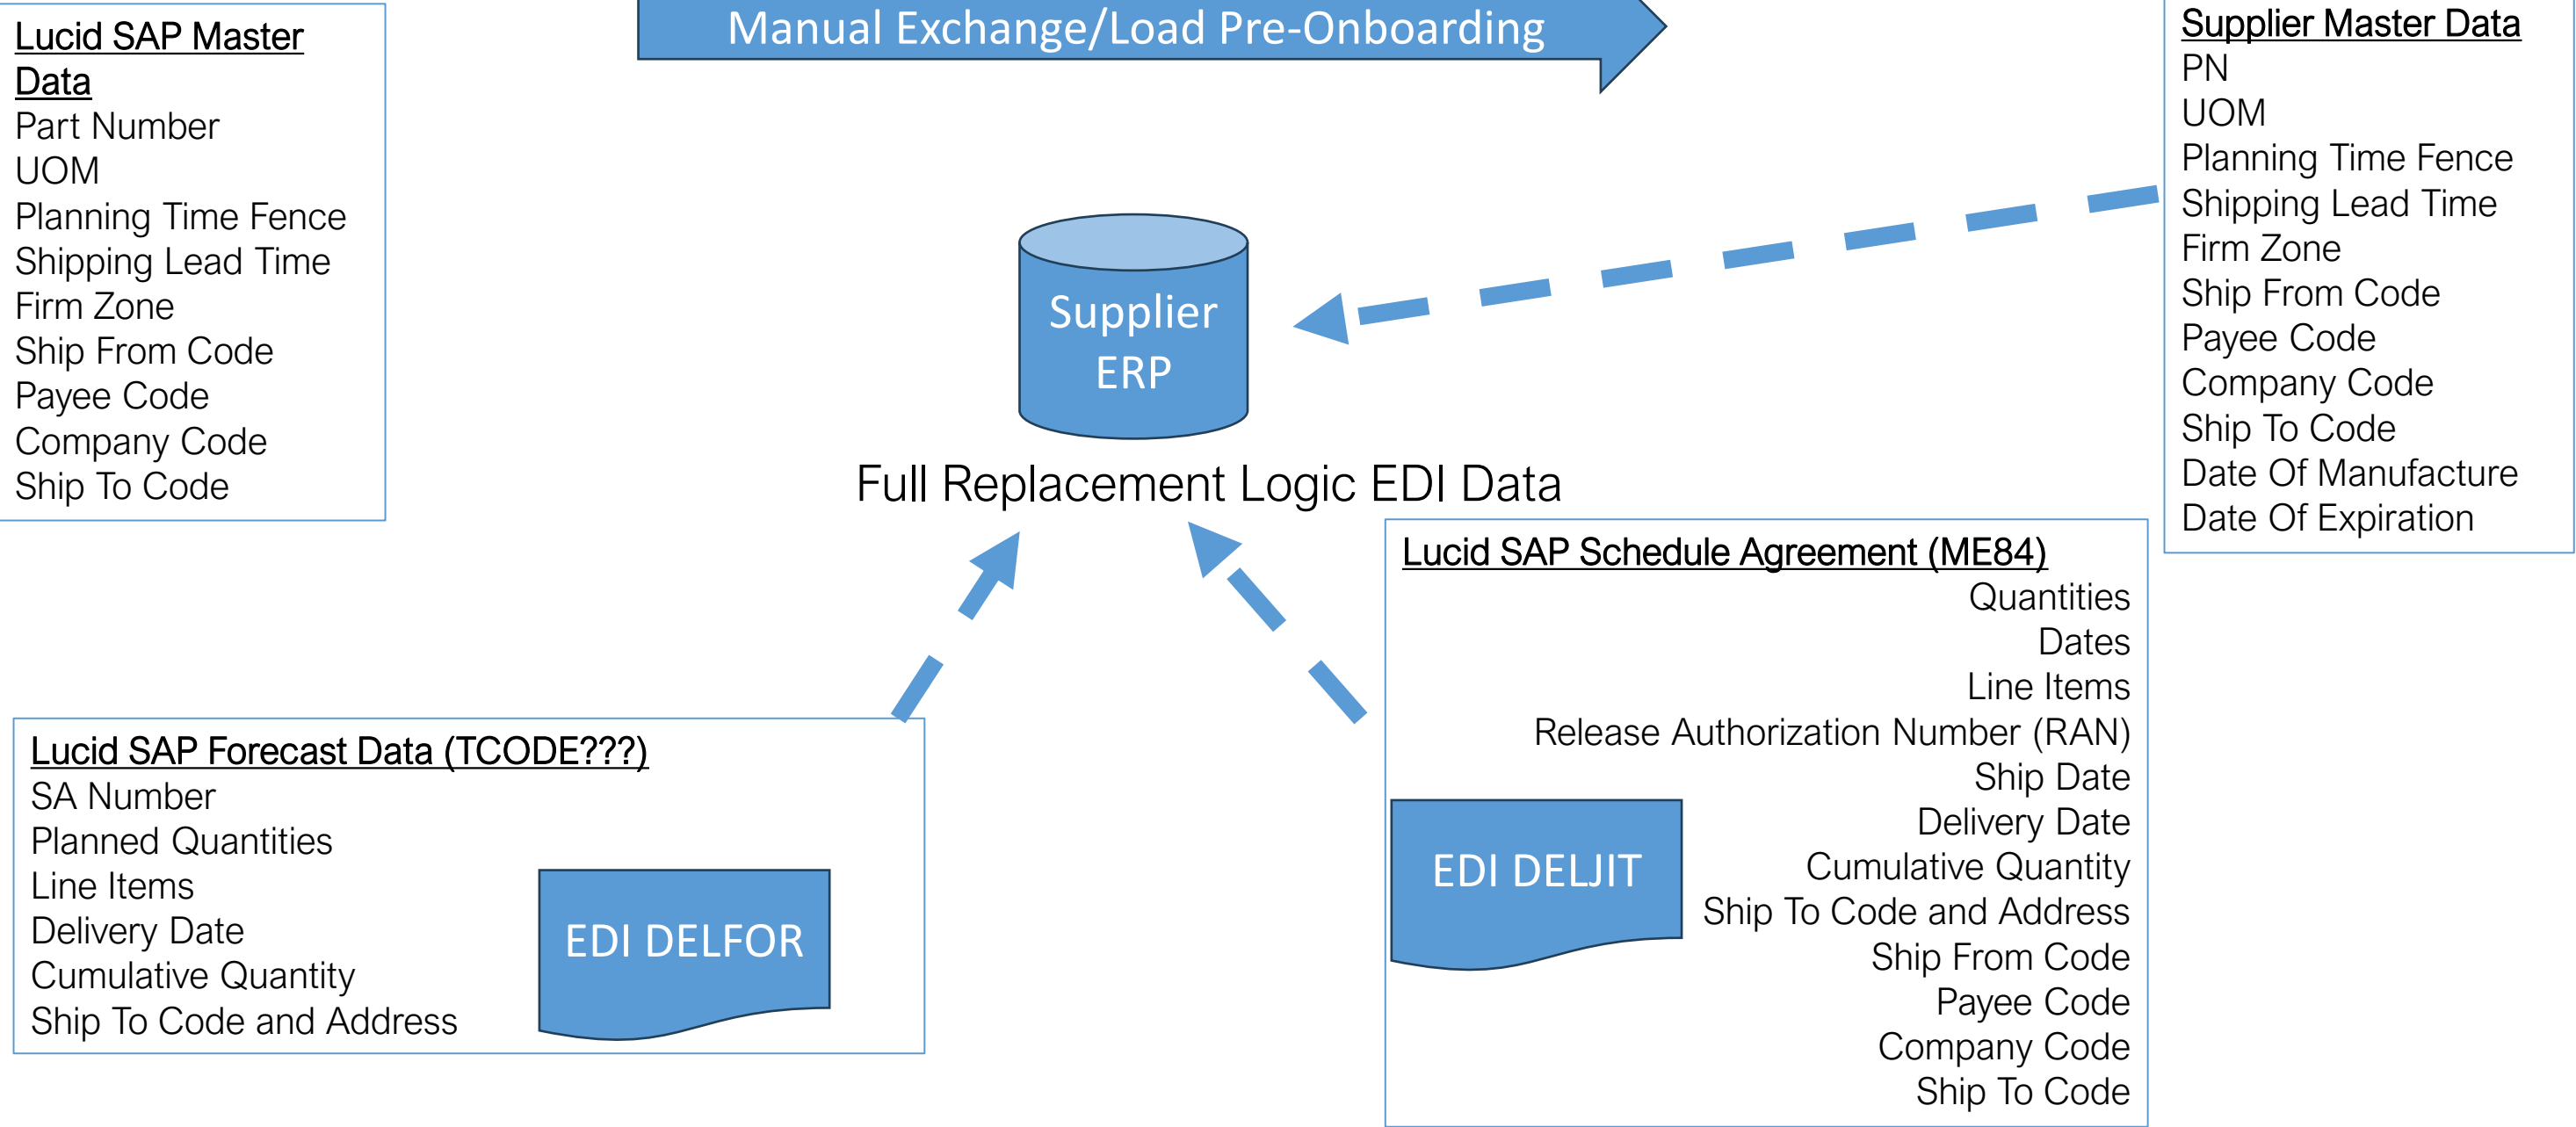 Lucid SAP Master
Data
Part Number
UOM
Planning Time Fence
Shipping Lead Time
Firm Zone
Ship From Code
Payee Code
Company Code
Ship To Code
Manual Exchange/Load Pre-Onboarding
Supplier Master Data
PN
UOM
Planning Time Fence
Shipping Lead Time
Firm Zone
Ship From Code
Payee Code
Company Code
Ship To Code
Date Of Manufacture
Date Of Expiration
Supplier
ERP
Full Replacement Logic EDI Data
Lucid SAP Forecast Data (TCODE???)
SA Number
Planned Quantities
Line Items
Delivery Date
Cumulative Quantity
Ship To Code and Address
EDI DELFOR
Lucid SAP Schedule Agreement (ME84)
Quantities
Dates
Line Items
Release Authorization Number (RAN)
Ship Date
Delivery Date
Cumulative Quantity
Ship To Code and Address
Ship From Code
Payee Code
Company Code
Ship To Code
EDI DELJIT